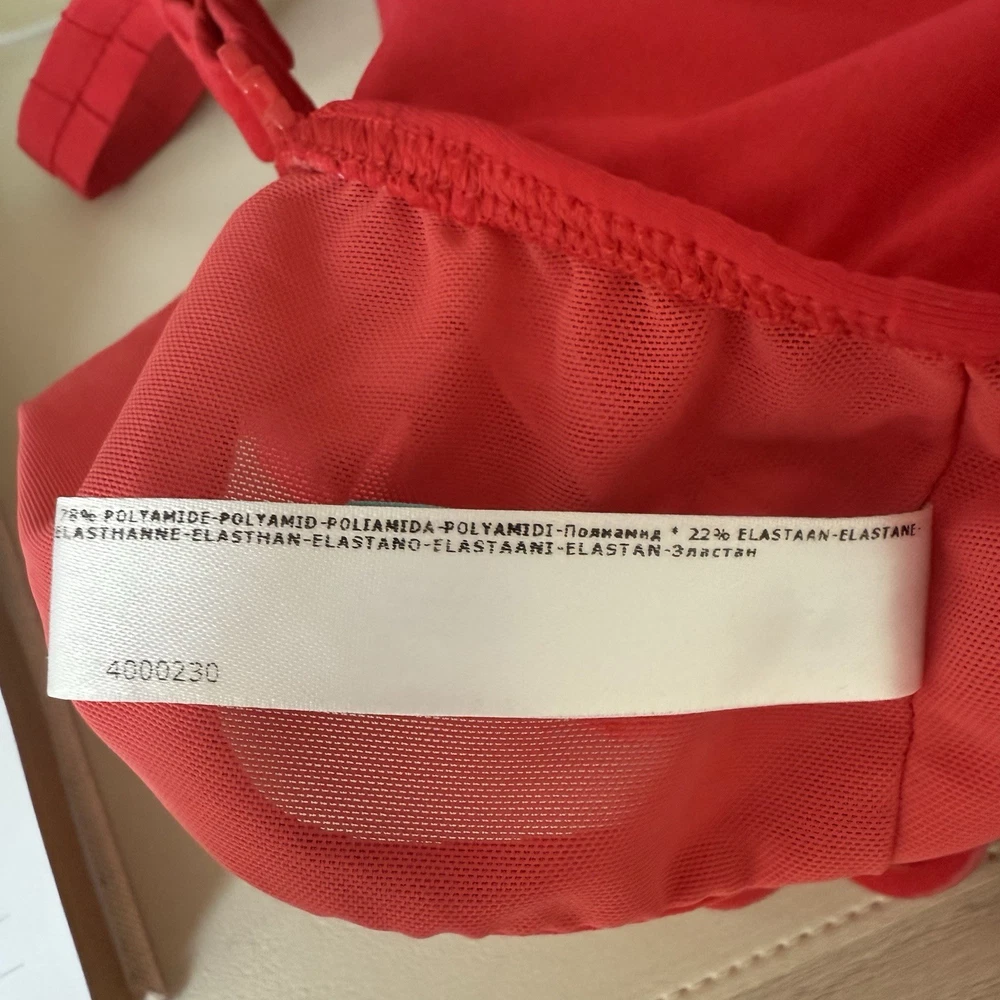 78% POLYAMIDE-POLYAMID-POLIAMIDA-POLYAMIDI-Полиамид * 22% ELASTAAN-ELASTANE-
ELASTHANNE-ELASTHAN-ELASTANO-ELASTAANI-ELASTAN-Эластан
4000230